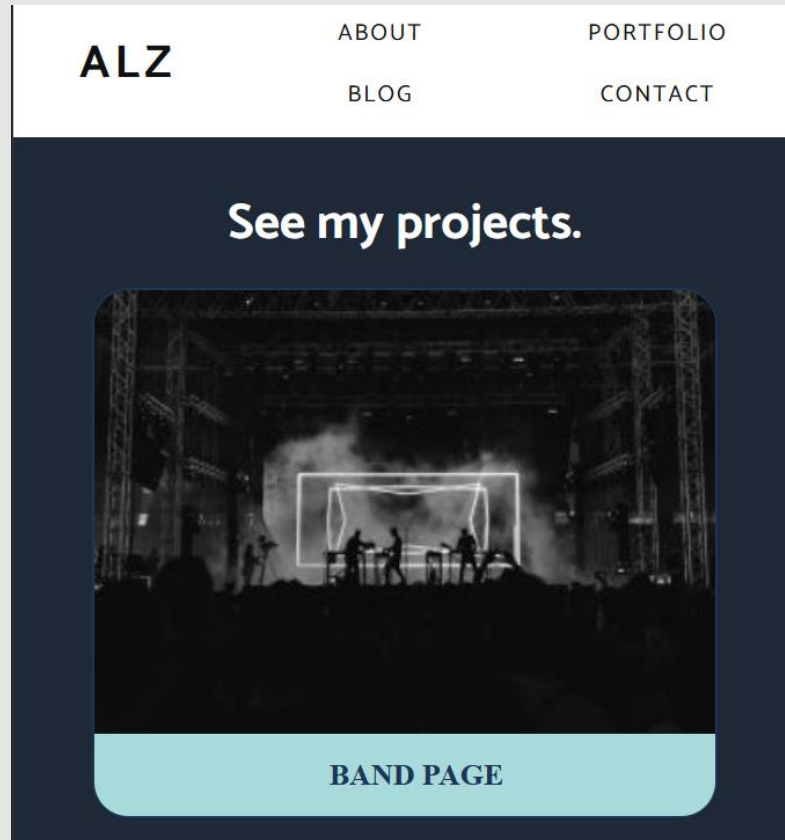 ALZ
ABOUT PORTFOLIO
BLOG CONTACT
See my projects.
BAND PAGE